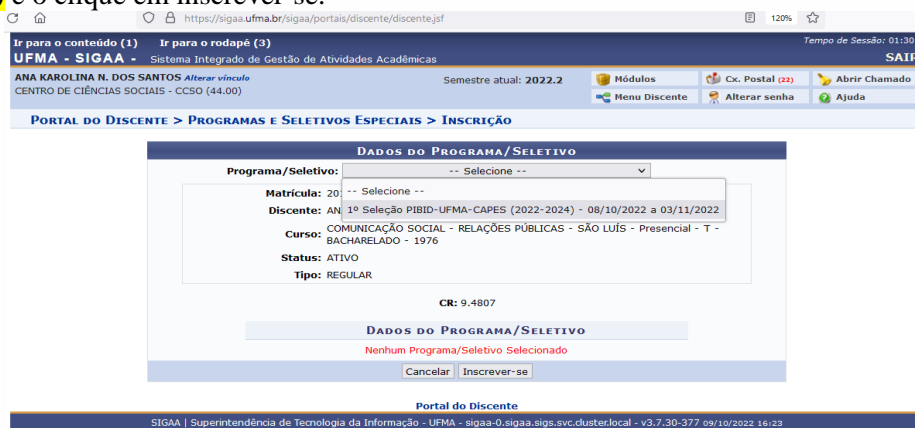 e o clique em inscrever-se.
https://sigaa.ufma.br/sigaa/portais/discente/discente.jsf 120%
Ir para o conteúdo (1) Ir para o rodapé (3) Tempo de Sessão: 01:30
UFMA - SIGAA - Sistema Integrado de Gestão de Atividades Acadêmicas SAIR
ANA KAROLINA N. DOS SANTOS Alterar vínculo Semestre atual: 2022.2 Módulos Cx. Postal (22) Abrir Chamado
CENTRO DE CIÊNCIAS SOCIAIS - CCSO (44.00) Menu Discente Alterar senha Ajuda
PORTAL DO DISCENTE > PROGRAMAS E SELETIVOS ESPECIAIS > INSCRIÇÃO
DADOS DO PROGRAMA/SELETIVO
Programa/Seletivo: -- Selecione --
Matrícula: 20 -- Selecione --
Discente: AN 1º Seleção PIBID-UFMA-CAPES (2022-2024) - 08/10/2022 a 03/11/2022
Curso: COMUNICAÇÃO SOCIAL - RELAÇÕES PÚBLICAS - SÃO LUÍS - Presencial - T -
BACHARELADO - 1976
Status: ATIVO
Tipo: REGULAR
CR: 9.4807
DADOS DO PROGRAMA/SELETIVO
Nenhum Programa/Seletivo Selecionado
Cancelar Inscrever-se
Portal do Discente
SIGAA | Superintendência de Tecnologia da Informação - UFMA - sigaa-0.sigaa.sigs.svc.cluster.local - v3.7.30-377 09/10/2022 16:23